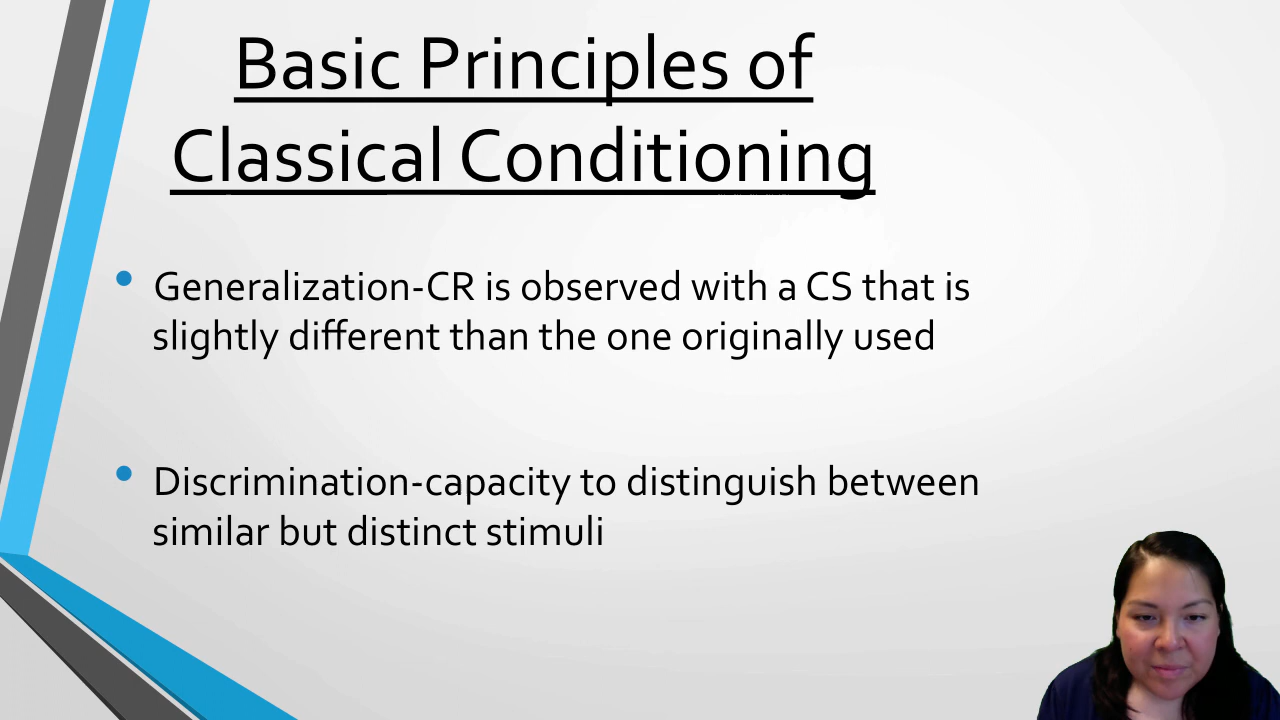 Basic Principles of
Classical Conditioning
• Generalization-CR is observed with a CS that is
slightly different than the one originally used
• Discrimination-capacity to distinguish between
similar but distinct stimuli